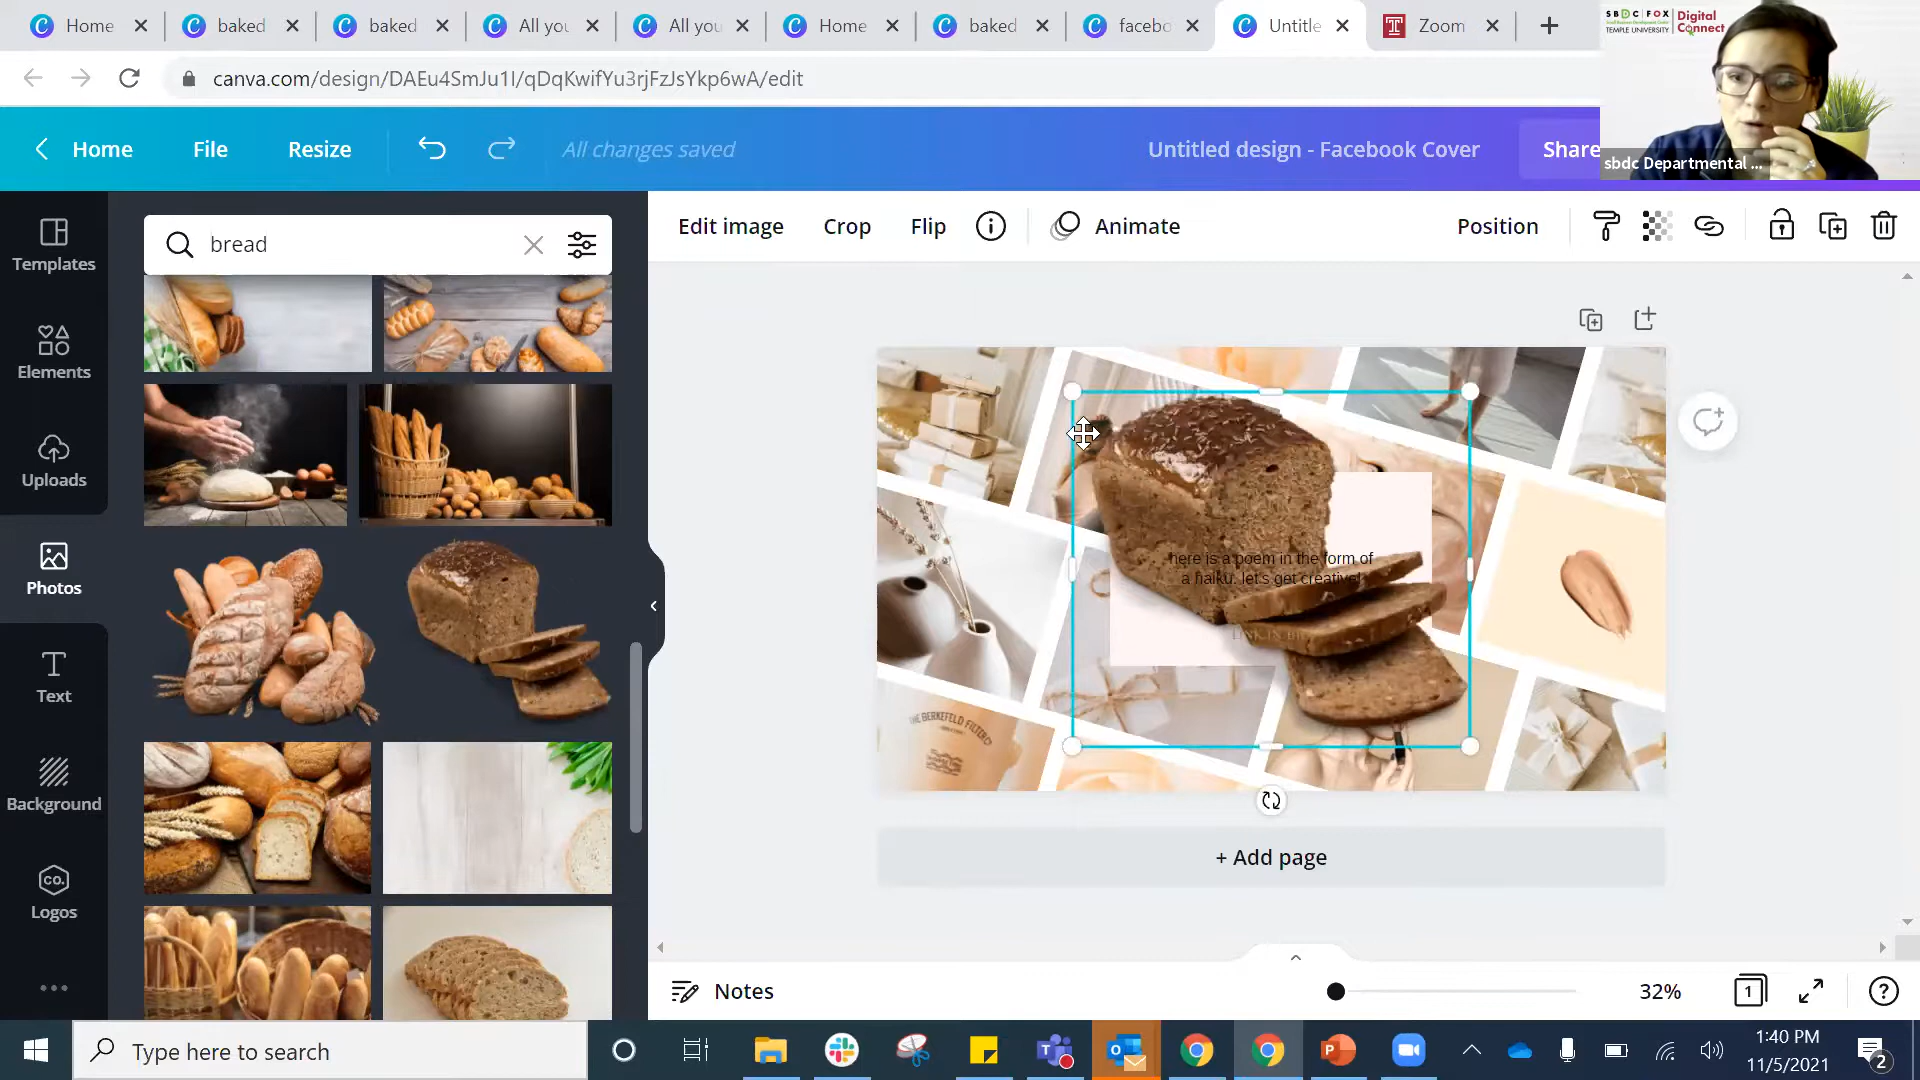 Home
baked
baked
All you
All you
Home
baked
facebo
Untitle
Zoom
canva.com/design/DAEu4SmJu1I/qDqKwifYu3rjFzJsYkp6wA/edit
SBDC FOX
TEMPLE UNIVERSITY
Digital
Connect
sbdc Departmental ...
Home
File
Resize
All changes saved
Untitled design - Facebook Cover
Share
Templates
Elements
Uploads
Photos
Text
Background
CO.
Logos
bread
Edit image
Crop
Flip
Animate
Position
here is a poem in the form of
a haiku. let's get creative!
THE BERKEFELD FILTER
+ Add page
Notes
32%
1
Type here to search
1:40 PM
11/5/2021
2